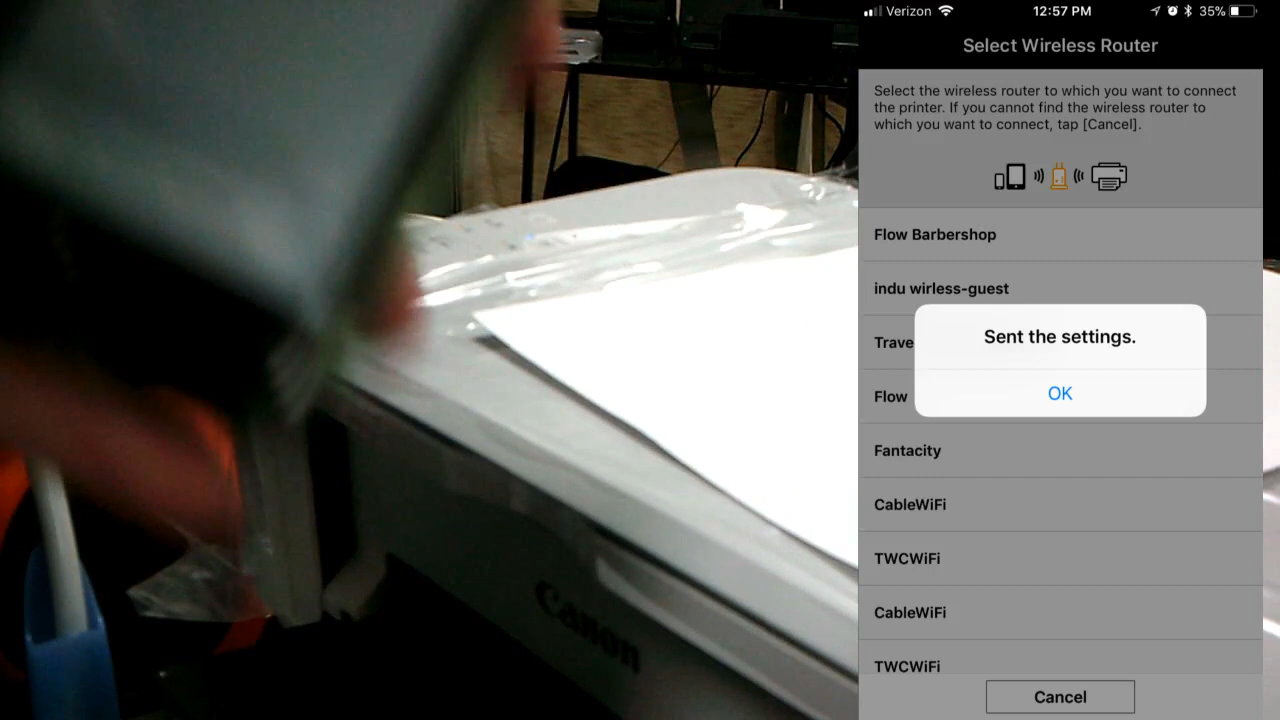 Canon
Verizon
12:57 PM
35%
Select Wireless Router
Select the wireless router to which you want to connect
the printer. If you cannot find the wireless router to
which you want to connect, tap [Cancel].
Flow Barbershop
indu wirless-guest
Trave
Sent the settings.
OK
Flow
Fantacity
CableWiFi
TWCWiFi
CableWiFi
TWCWiFi
Cancel